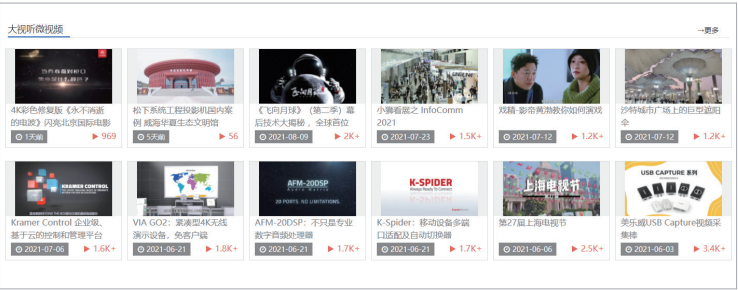 大视听微视频
→更多
4K彩色修复版《永不消逝
的电波》闪亮北京国际电影
1天前
969
松下系统工程投影机国内案
例 威海华夏生态文明馆
5天前
56
《飞向月球》（第二季）幕
后技术大揭秘，全球首位
2021-08-09
2K+
小狮看展之 InfoComm
2021
2021-07-23
1.5K+
戏精-影帝黄渤教你如何演戏
2021-07-12
1.2K+
沙特城市广场上的巨型遮阳
伞
2021-07-12
1.2K+
KRAMER CONTROL
Kramer Control 企业级、
基于云的控制和管理平台
2021-07-06
1.6K+
VIA GO2：紧凑型4K无线
演示设备，免客户端
2021-06-21
1.8K+
AFM-20DSP
20 PORTS. NO LIMITATIONS.
AFM-20DSP：不只是专业
数字音频处理器
2021-06-21
1.7K+
K-SPIDER
Always Ready To Connect
K-Spider：移动设备多端
口适配及自动切换器
2021-06-21
1.7K+
上海电视节
第27届上海电视节
2021-06-06
2.5K+
USB CAPTURE 系列
美乐威USB Capture视频采
集棒
2021-06-03
3.4K+